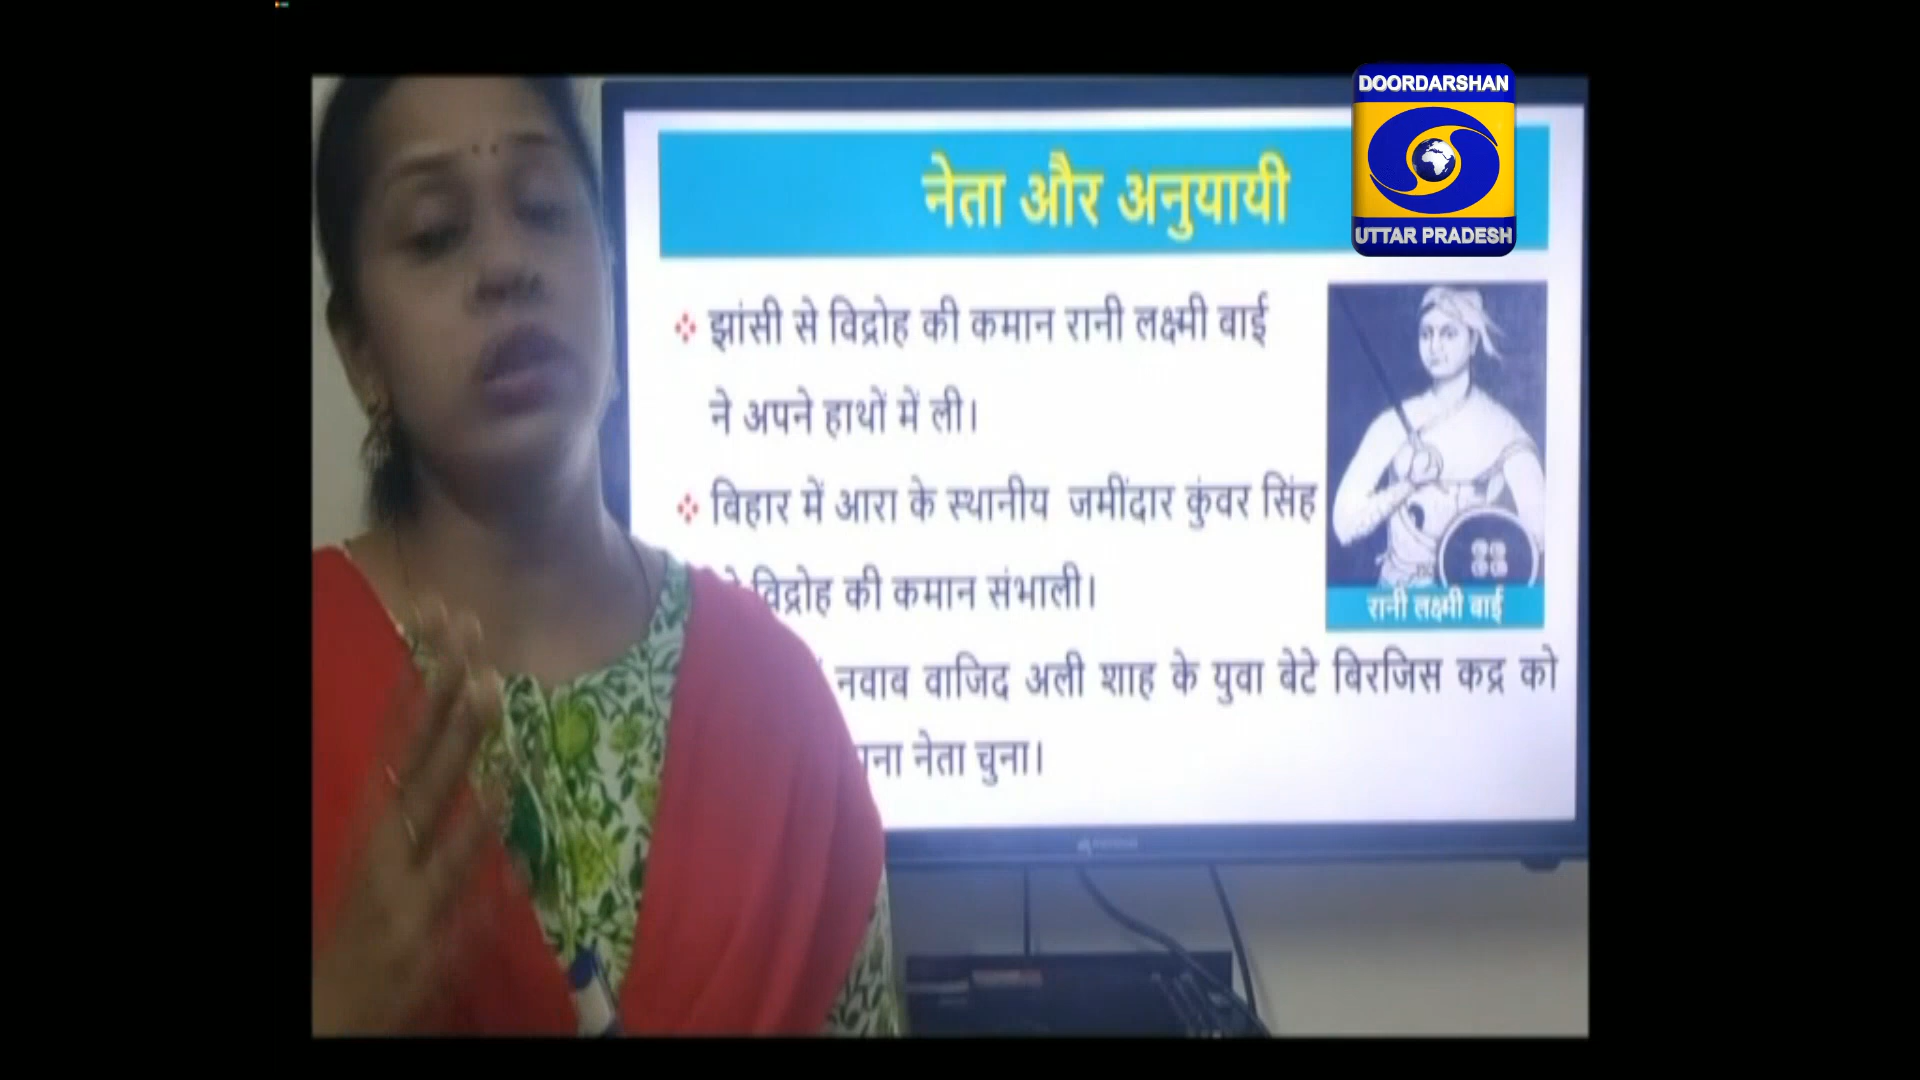 DOORDARSHAN
UTTAR PRADESH
नेता और अनुयायी
झांसी से विद्रोह की कमान रानी लक्ष्मी बाई
ने अपने हाथों में ली।
बिहार में आरा के स्थानीय जमींदार कुंवर सिंह
विद्रोह की कमान संभाली।
नवाब वाजिद अली शाह के युवा बेटे बिरजिस कद्र को
नेता चुना।
रानी लक्ष्मी बाई